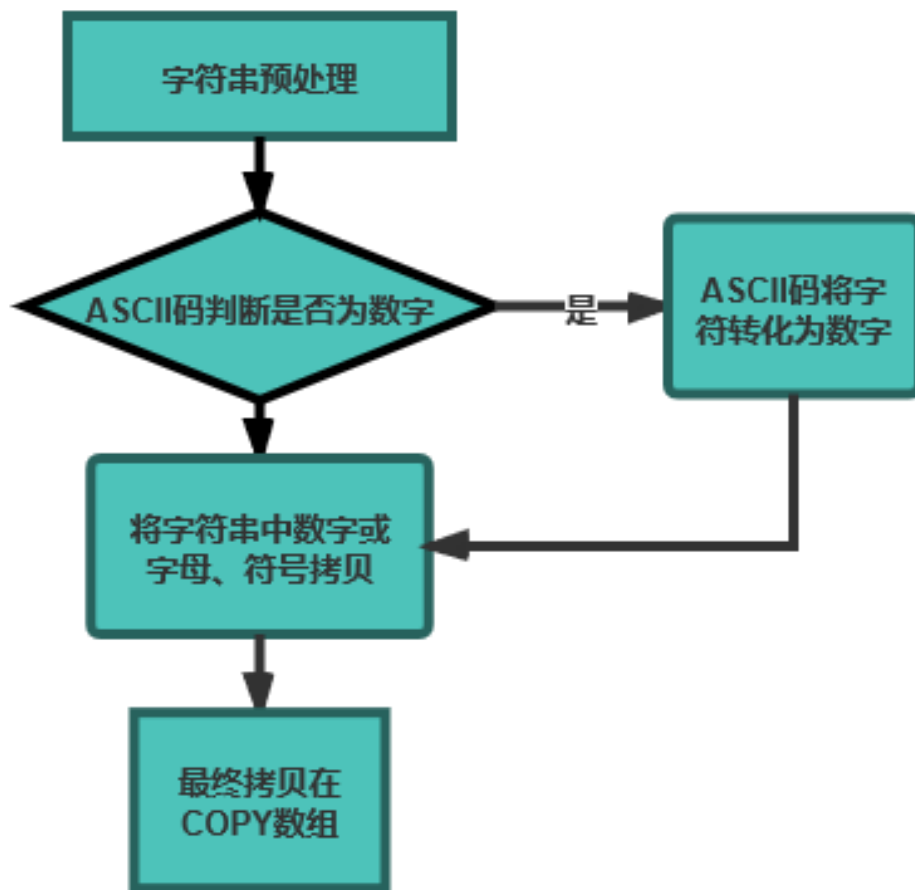 字符串预处理
ASCII码判断是否为数字
是
ASCII码将字
符转化为数字
将字符串中数字或
字母、符号拷贝
最终拷贝在
COPY数组